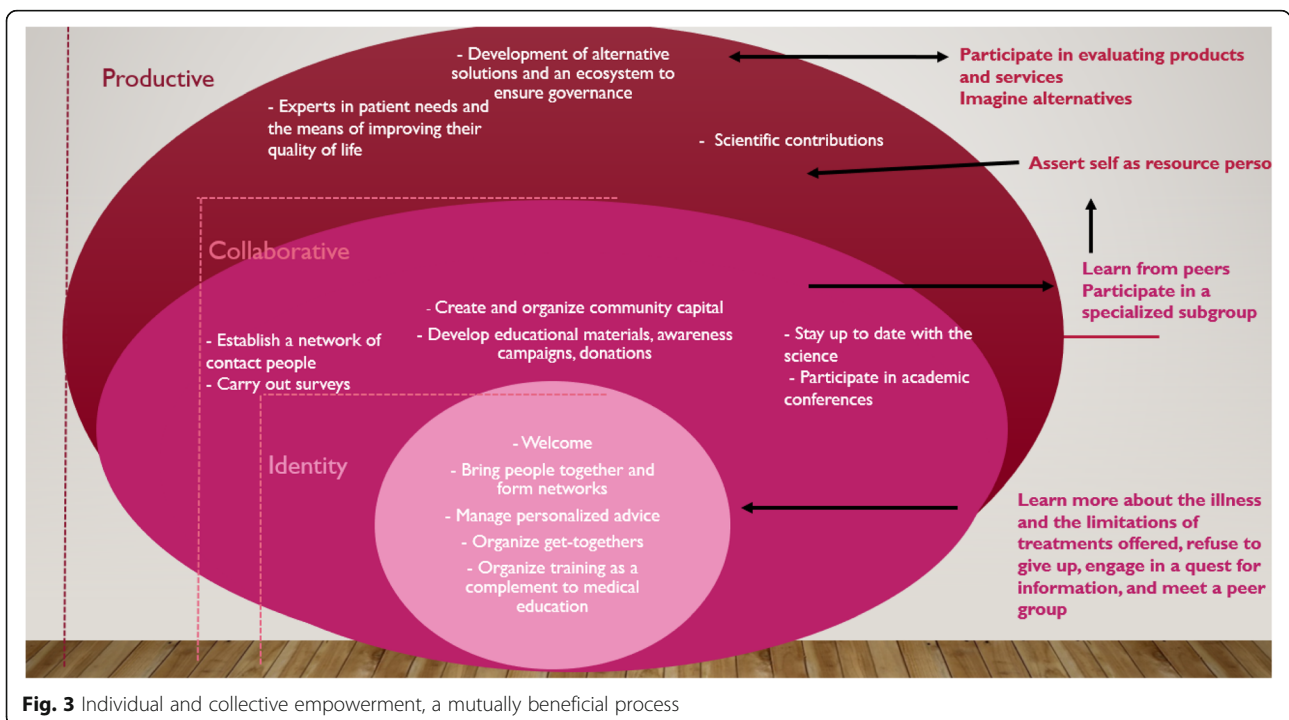 Productive
- Development of alternative
solutions and an ecosystem to
ensure governance
- Experts in patient needs and
the means of improving their
quality of life
- Scientific contributions
Participate in evaluating products
and services
Imagine alternatives
Assert self as resource perso
Collaborative
- Create and organize community capital
- Develop educational materials, awareness
campaigns, donations
- Establish a network of
contact people
- Carry out surveys
- Stay up to date with the
science
- Participate in academic
conferences
Learn from peers
Participate in a
specialized subgroup
Identity
- Welcome
- Bring people together and
form networks
- Manage personalized advice
- Organize get-togethers
- Organize training as a
complement to medical
education
Learn more about the illness
and the limitations of
treatments offered, refuse to
give up, engage in a quest for
information, and meet a peer
group
Fig. 3 Individual and collective empowerment, a mutually beneficial process